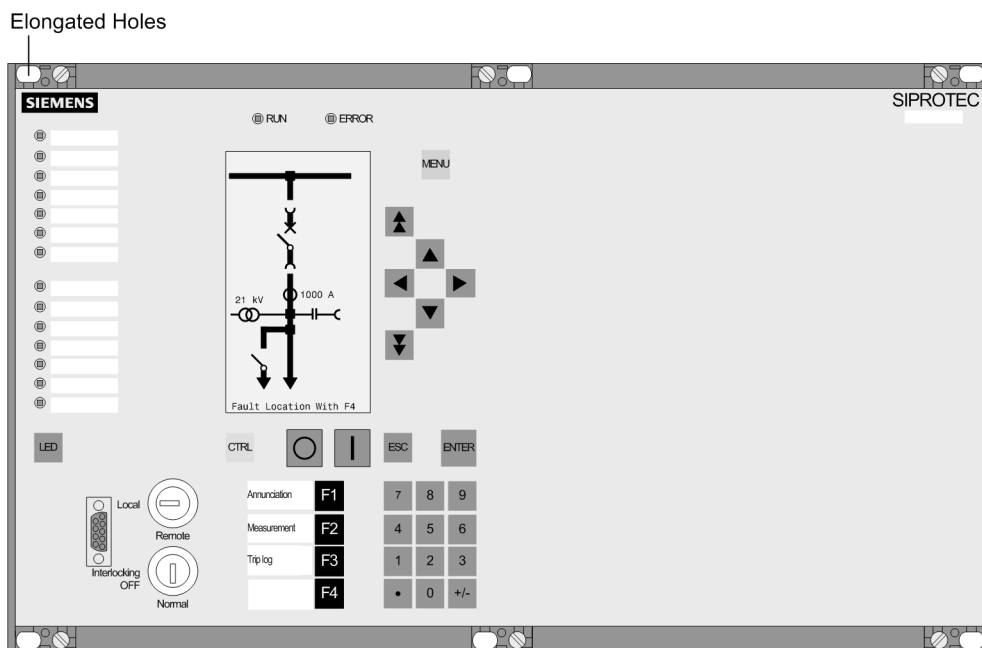 Elongated Holes
SIEMENS
SIPROTEC
RUN
ERROR
MENU
21 kV
1000 A
Fault Location With F4
LED
CTRL
ESC
ENTER
Local
Remote
Interlocking
OFF
Normal
Annunciation F1
Measurement F2
Trip log F3
F4
7 8 9
4 5 6
1 2 3
• 0 +/-